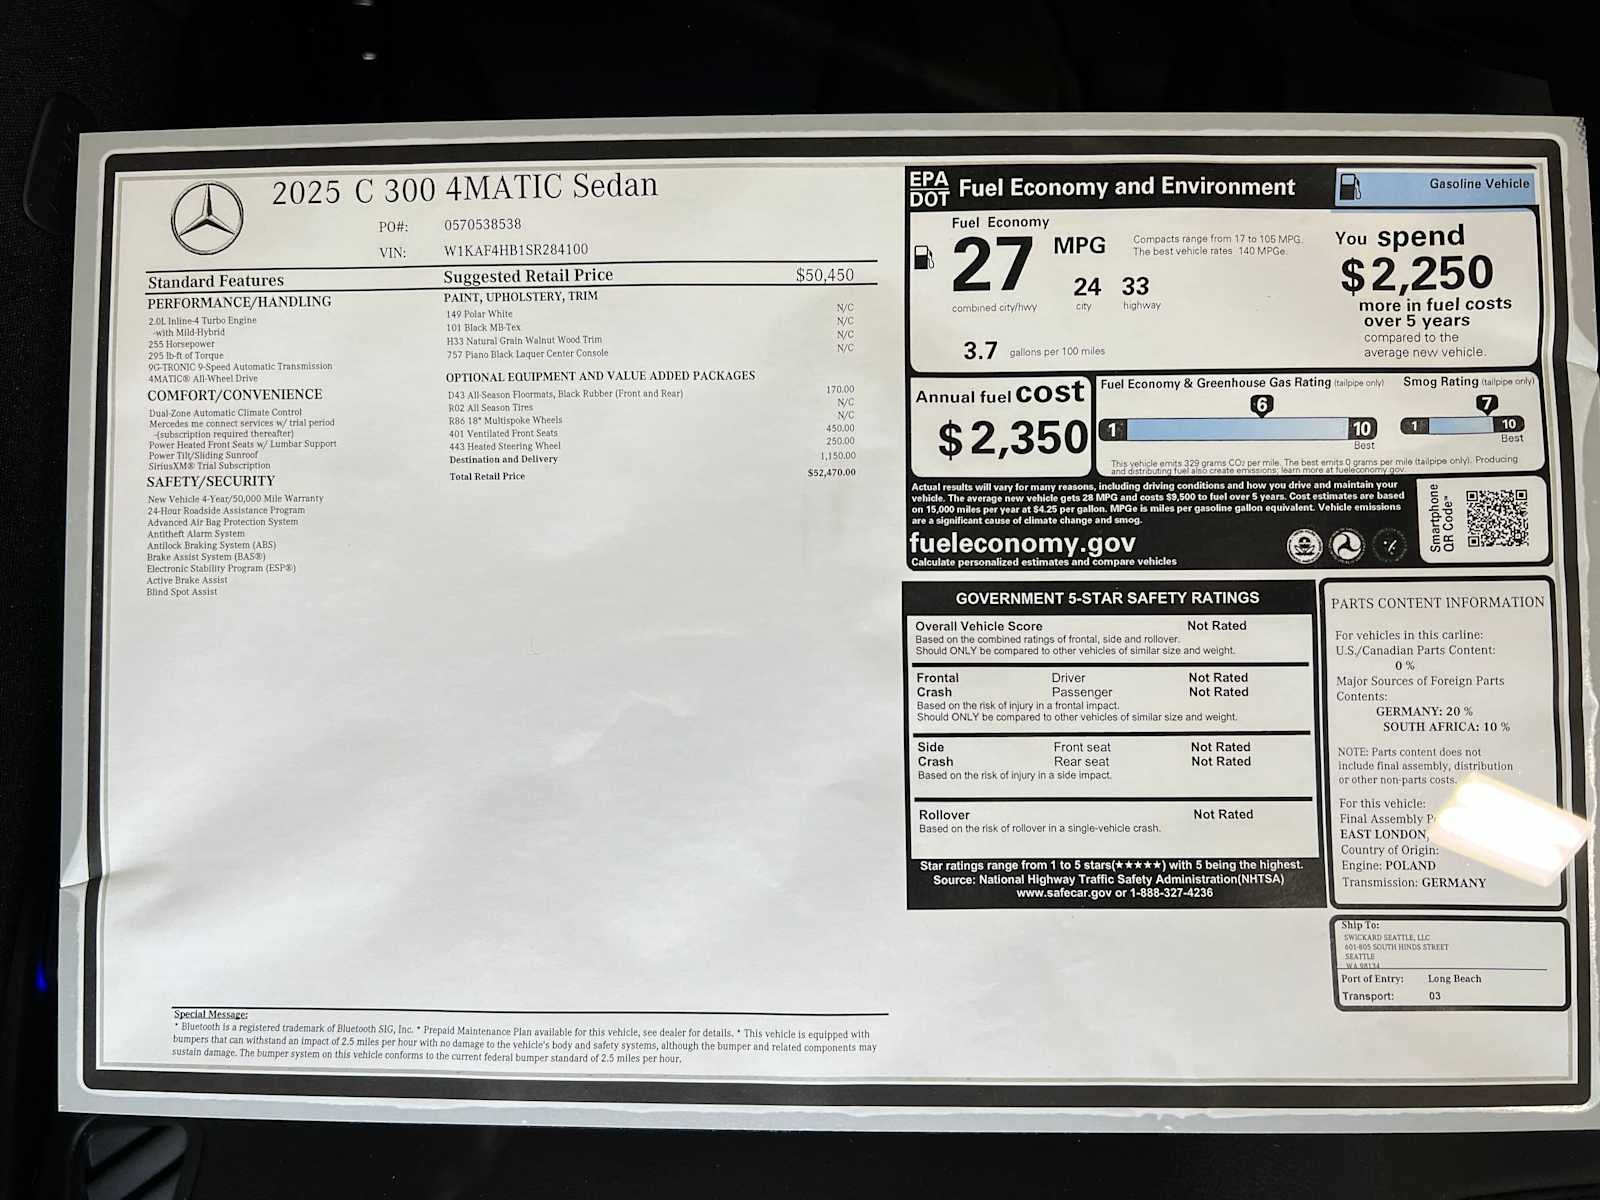 2025 C 300 4MATIC Sedan
PO#: 0570538538
VIN: W1KAF4HB1SR284100
Standard Features
PERFORMANCE/HANDLING
2.0L Inline-4 Turbo Engine
-with Mild-Hybrid
255 Horsepower
295 lb-ft of Torque
9G-TRONIC 9-Speed Automatic Transmission
4MATIC® All-Wheel Drive
COMFORT/CONVENIENCE
Dual-Zone Automatic Climate Control
Mercedes me connect services w/ trial period
-(subscription required thereafter)
Power Heated Front Seats w/ Lumbar Support
Power Tilt/Sliding Sunroof
SiriusXM® Trial Subscription
SAFETY/SECURITY
New Vehicle 4-Year/50,000 Mile Warranty
24-Hour Roadside Assistance Program
Advanced Air Bag Protection System
Antitheft Alarm System
Antilock Braking System (ABS)
Brake Assist System (BAS®)
Electronic Stability Program (ESP®)
Active Brake Assist
Blind Spot Assist
Suggested Retail Price $50,450
PAINT, UPHOLSTERY, TRIM
149 Polar White N/C
101 Black MB-Tex N/C
H33 Natural Grain Walnut Wood Trim N/C
757 Piano Black Laquer Center Console N/C
OPTIONAL EQUIPMENT AND VALUE ADDED PACKAGES
D43 All-Season Floormats, Black Rubber (Front and Rear) 170.00
R02 All Season Tires N/C
R86 18" Multispoke Wheels N/C
401 Ventilated Front Seats 450.00
443 Heated Steering Wheel 250.00
Destination and Delivery 1,150.00
Total Retail Price $52,470.00
Special Message:
* Bluetooth is a registered trademark of Bluetooth SIG, Inc. * Prepaid Maintenance Plan available for this vehicle, see dealer for details. * This vehicle is equipped with
bumpers that can withstand an impact of 2.5 miles per hour with no damage to the vehicle's body and safety systems, although the bumper and related components may
sustain damage. The bumper system on this vehicle conforms to the current federal bumper standard of 2.5 miles per hour.
EPA
DOT
Fuel Economy and Environment
Gasoline Vehicle
Fuel Economy
27 MPG
combined city/hwy
24 city
33 highway
Compacts range from 17 to 105 MPG.
The best vehicle rates 140 MPGe.
3.7 gallons per 100 miles
You spend
$2,250
more in fuel costs
over 5 years
compared to the
average new vehicle.
Annual fuel cost
$2,350
Fuel Economy & Greenhouse Gas Rating (tailpipe only)
6
1 10
Best
Smog Rating (tailpipe only)
7
1 10
Best
This vehicle emits 329 grams CO2 per mile. The best emits 0 grams per mile (tailpipe only). Producing
and distributing fuel also create emissions; learn more at fueleconomy.gov.
Actual results will vary for many reasons, including driving conditions and how you drive and maintain your
vehicle. The average new vehicle gets 28 MPG and costs $9,500 to fuel over 5 years. Cost estimates are based
on 15,000 miles per year at $4.25 per gallon. MPGe is miles per gasoline gallon equivalent. Vehicle emissions
are a significant cause of climate change and smog.
fueleconomy.gov
Calculate personalized estimates and compare vehicles
Smartphone
QR Code™
GOVERNMENT 5-STAR SAFETY RATINGS
Overall Vehicle Score Not Rated
Based on the combined ratings of frontal, side and rollover.
Should ONLY be compared to other vehicles of similar size and weight.
Frontal Driver Not Rated
Crash Passenger Not Rated
Based on the risk of injury in a frontal impact.
Should ONLY be compared to other vehicles of similar size and weight.
Side Front seat Not Rated
Crash Rear seat Not Rated
Based on the risk of injury in a side impact.
Rollover Not Rated
Based on the risk of rollover in a single-vehicle crash.
Star ratings range from 1 to 5 stars(★★★★★) with 5 being the highest.
Source: National Highway Traffic Safety Administration(NHTSA)
www.safecar.gov or 1-888-327-4236
PARTS CONTENT INFORMATION
For vehicles in this carline:
U.S./Canadian Parts Content:
0 %
Major Sources of Foreign Parts
Contents:
GERMANY: 20 %
SOUTH AFRICA: 10 %
NOTE: Parts content does not
include final assembly, distribution
or other non-parts costs.
For this vehicle:
Final Assembly
EAST LONDON,
Country of Origin:
Engine: POLAND
Transmission: GERMANY
Ship To:
SWICKARD SEATTLE, LLC
601-805 SOUTH HINDS STREET
SEATTLE
WA 98134
Port of Entry: Long Beach
Transport: 03